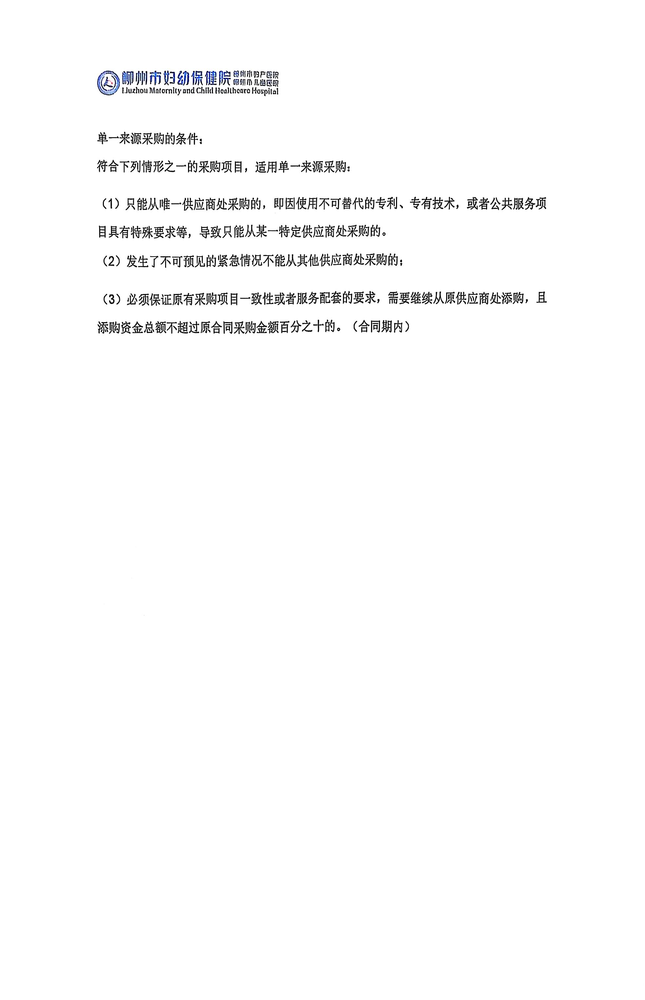 柳州市妇幼保健院 柳州市妇产医院
柳州市儿童医院
Liuzhou Maternity and Child Healthcare Hospital
单一来源采购的条件：
符合下列情形之一的采购项目，适用单一来源采购：
（1）只能从唯一供应商处采购的，即因使用不可替代的专利、专有技术，或者公共服务项
目具有特殊要求等，导致只能从某一特定供应商处采购的。
（2）发生了不可预见的紧急情况不能从其他供应商处采购的；
（3）必须保证原有采购项目一致性或者服务配套的要求，需要继续从原供应商处添购，且
添购资金总额不超过原合同采购金额百分之十的。（合同期内）